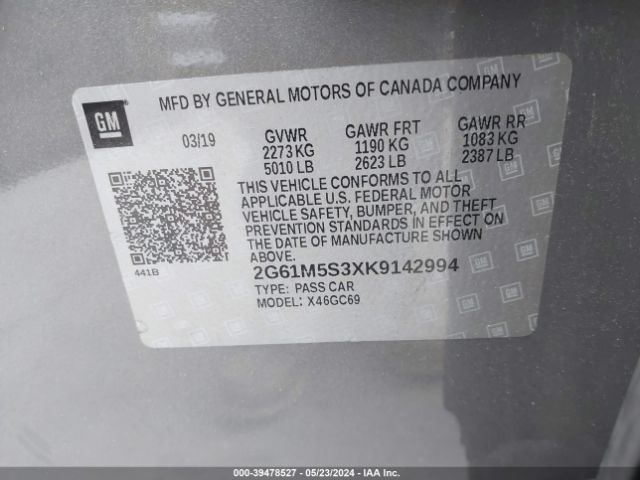 GM
MFD BY GENERAL MOTORS OF CANADA COMPANY
03/19 GVWR GAWR FRT GAWR RR
2273 KG 1190 KG 1083 KG
5010 LB 2623 LB 2387 LB
THIS VEHICLE CONFORMS TO ALL
APPLICABLE U.S. FEDERAL MOTOR
VEHICLE SAFETY, BUMPER, AND THEFT
PREVENTION STANDARDS IN EFFECT ON
THE DATE OF MANUFACTURE SHOWN
ABOVE.
441B
2G61M5S3XK9142994
TYPE: PASS CAR
MODEL: X46GC69
000-39478527 - 05/23/2024 - IAA Holdings, LLC.